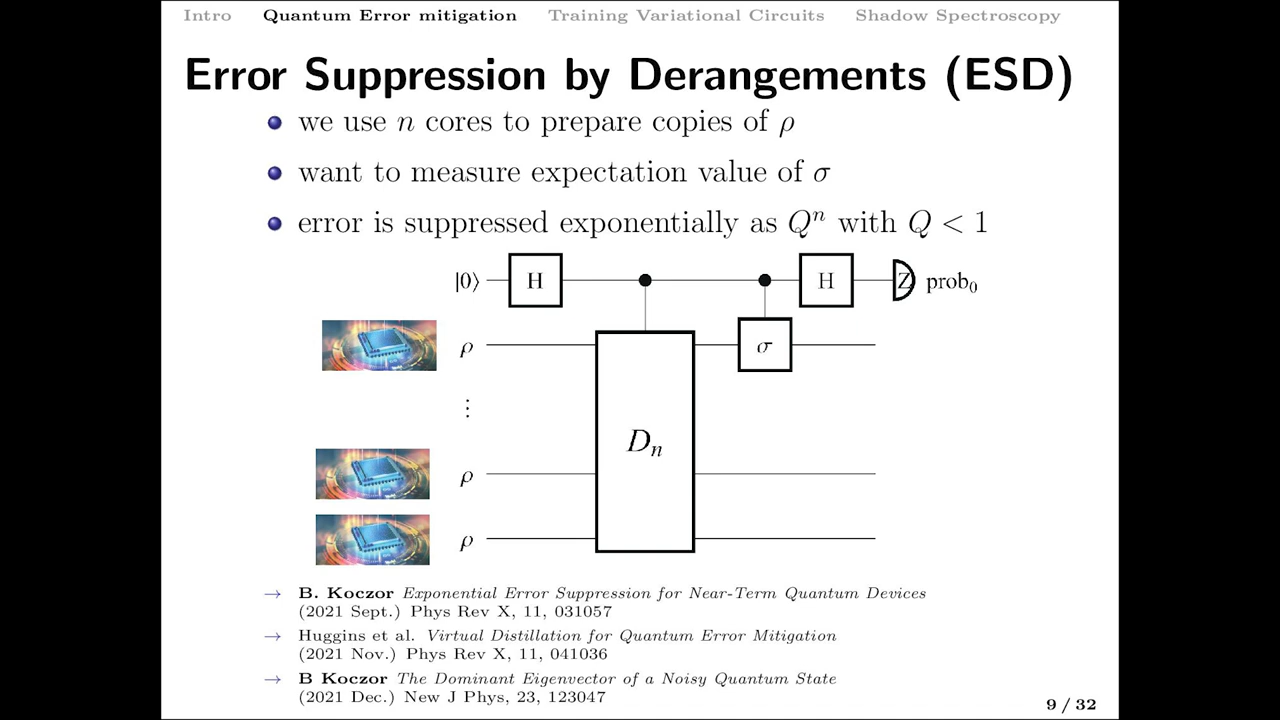 Intro Quantum Error mitigation Training Variational Circuits Shadow Spectroscopy
Error Suppression by Derangements (ESD)
we use n cores to prepare copies of ρ
want to measure expectation value of σ
error is suppressed exponentially as Qⁿ with Q < 1
|0⟩ H H Z prob₀
ρ σ
⋮
Dₙ
ρ
ρ
→ B. Koczor Exponential Error Suppression for Near-Term Quantum Devices
(2021 Sept.) Phys Rev X, 11, 031057
→ Huggins et al. Virtual Distillation for Quantum Error Mitigation
(2021 Nov.) Phys Rev X, 11, 041036
→ B Koczor The Dominant Eigenvector of a Noisy Quantum State
(2021 Dec.) New J Phys, 23, 123047
9 / 32